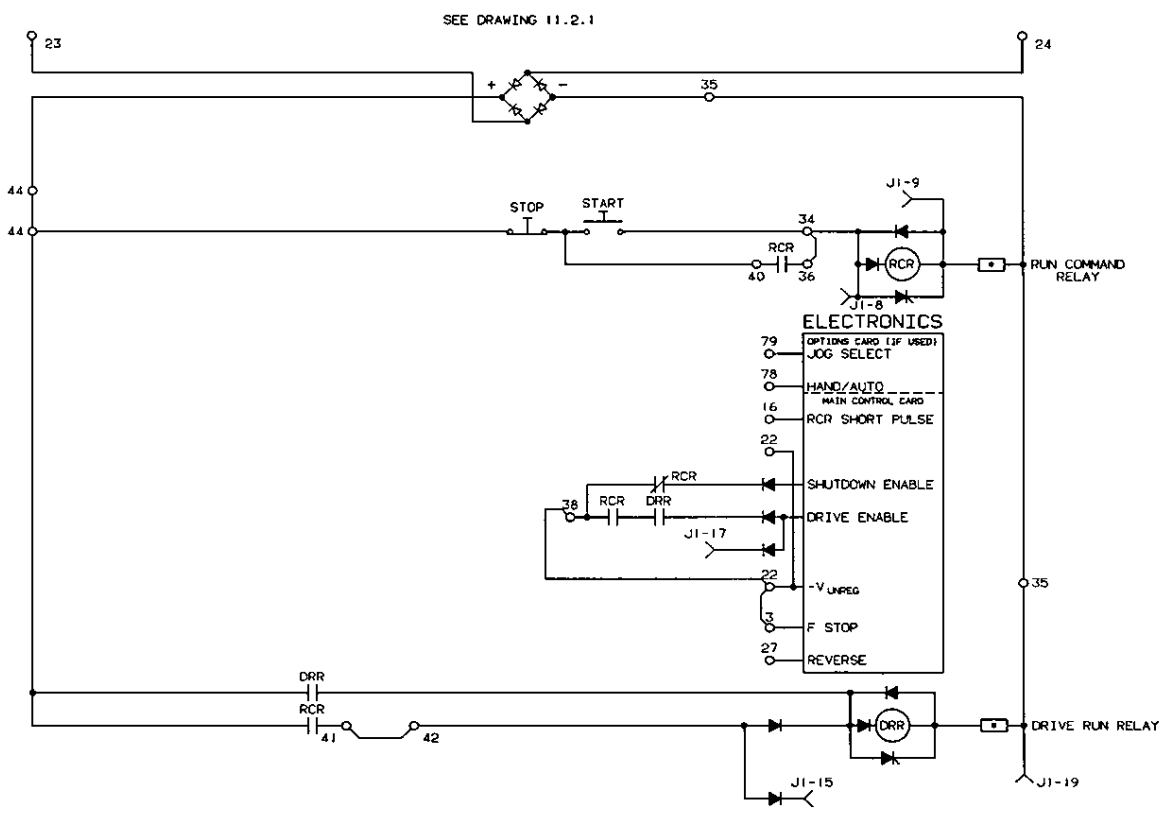 SEE DRAWING 11.2.1
23
24
+
-
35
44
J1-9
44
STOP
START
34
RCR
40
36
RCR
RUN COMMAND
RELAY
J1-8
ELECTRONICS
OPTIONS CARD (IF USED)
79
JOG SELECT
78
HAND/AUTO
MAIN CONTROL CARD
16
RCR SHORT PULSE
22
RCR
SHUTDOWN ENABLE
38
RCR
DRR
DRIVE ENABLE
J1-17
22
-V UNREG
35
3
F STOP
27
REVERSE
DRR
RCR
41
42
DRR
DRIVE RUN RELAY
J1-15
J1-19